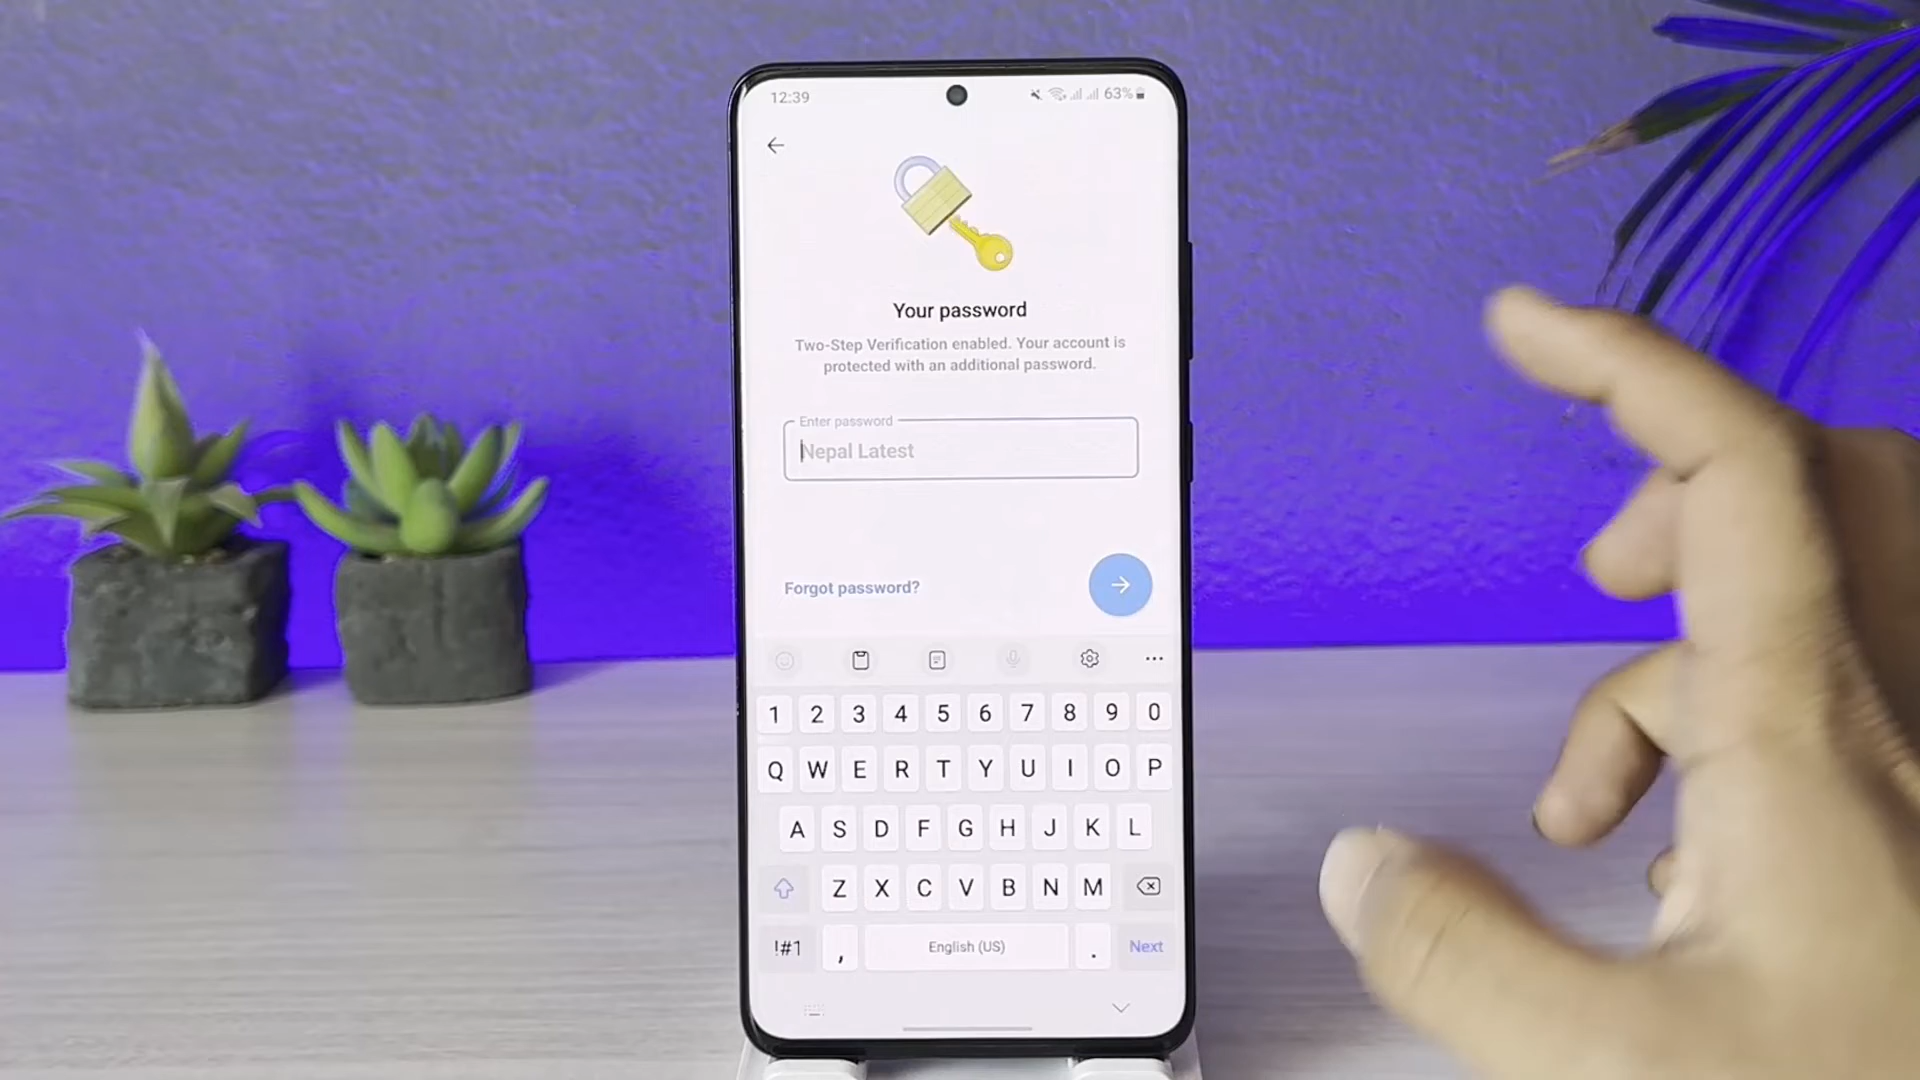 12:39
63%
Your password
Two-Step Verification enabled. Your account is
protected with an additional password.
Enter password
Nepal Latest
Forgot password?
1 2 3 4 5 6 7 8 9 0
Q W E R T Y U I O P
A S D F G H J K L
Z X C V B N M
!#1 , English (US) . Next